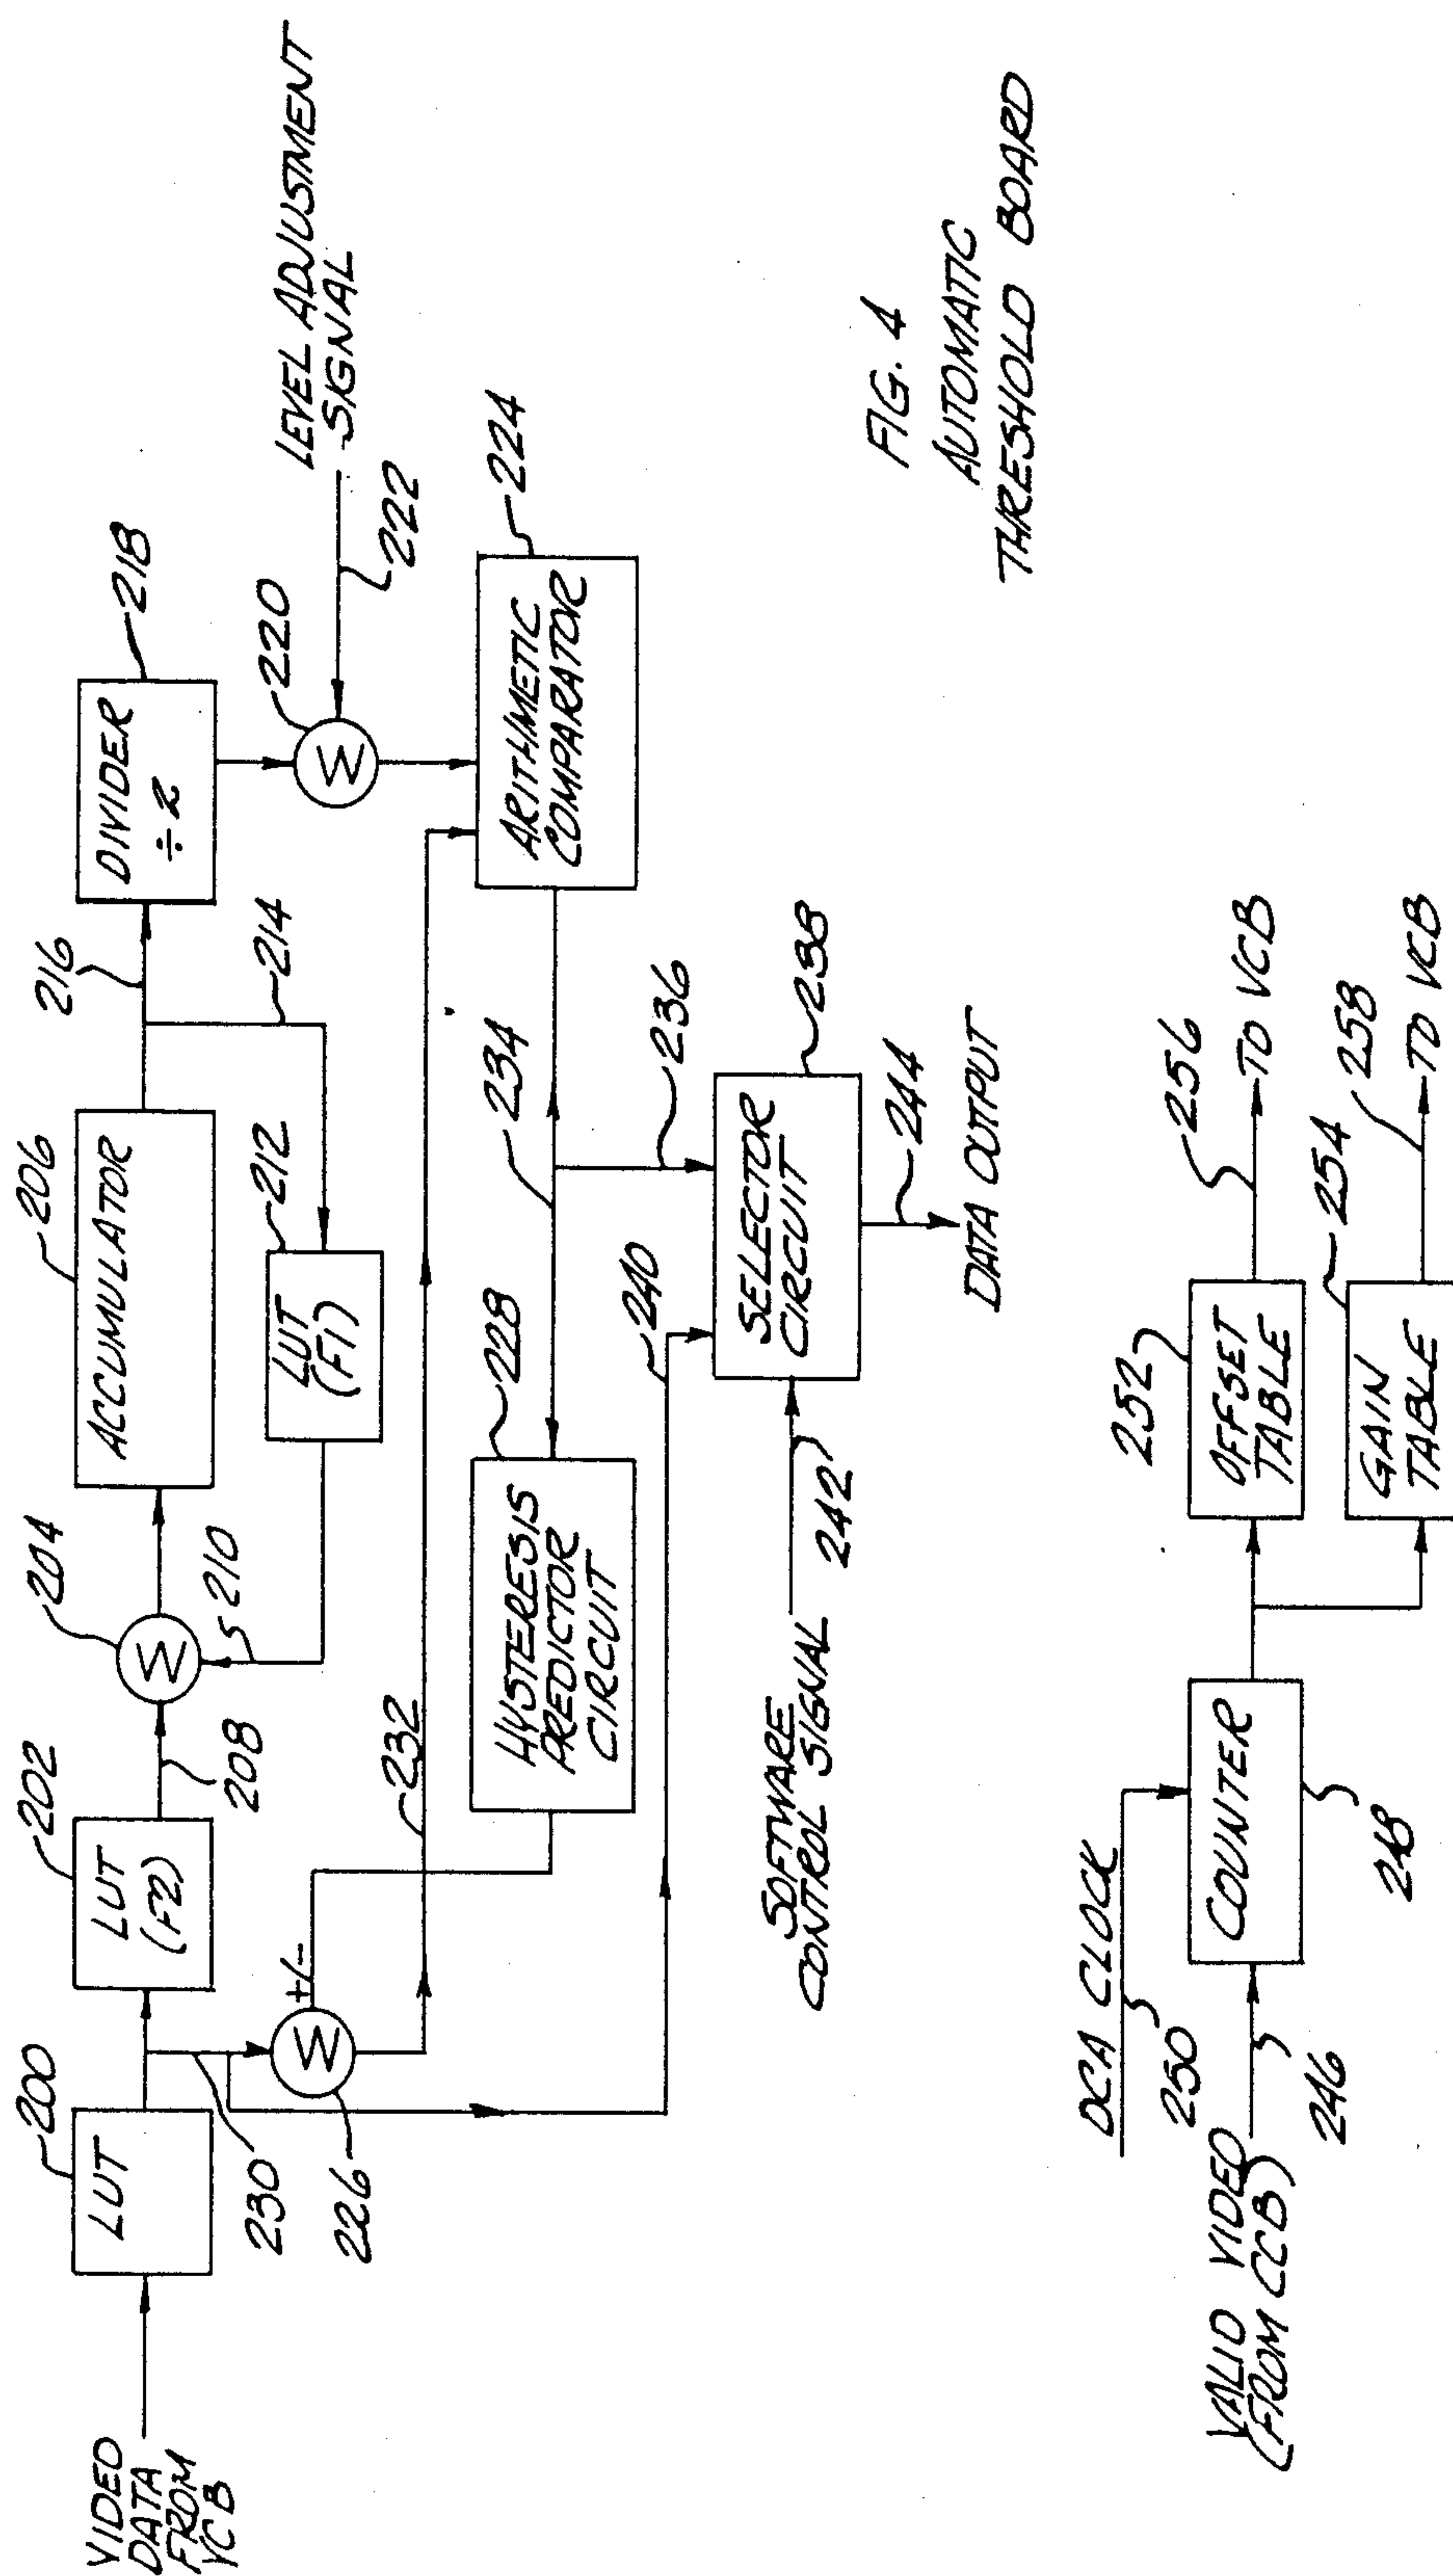 VIDEO
DATA
FROM
VCB
200
LUT
230
226
+/-
202
LUT
(F2)
208
204
210
206
ACCUMULATOR
212
LUT
(F1)
214
216
218
DIVIDER
÷ 2
220
LEVEL ADJUSTMENT
SIGNAL
222
224
ARITHMETIC
COMPARATOR
232
228
HYSTERESIS
PREDICTOR
CIRCUIT
234
236
240
238
SELECTOR
CIRCUIT
SOFTWARE
CONTROL SIGNAL
242
244
DATA OUTPUT
FIG. 4
AUTOMATIC
THRESHOLD BOARD
DCA CLOCK
250
VALID VIDEO
(FROM CCB)
246
COUNTER
248
252
OFFSET
TABLE
256
TO VCB
254
GAIN
TABLE
258
TO VCB